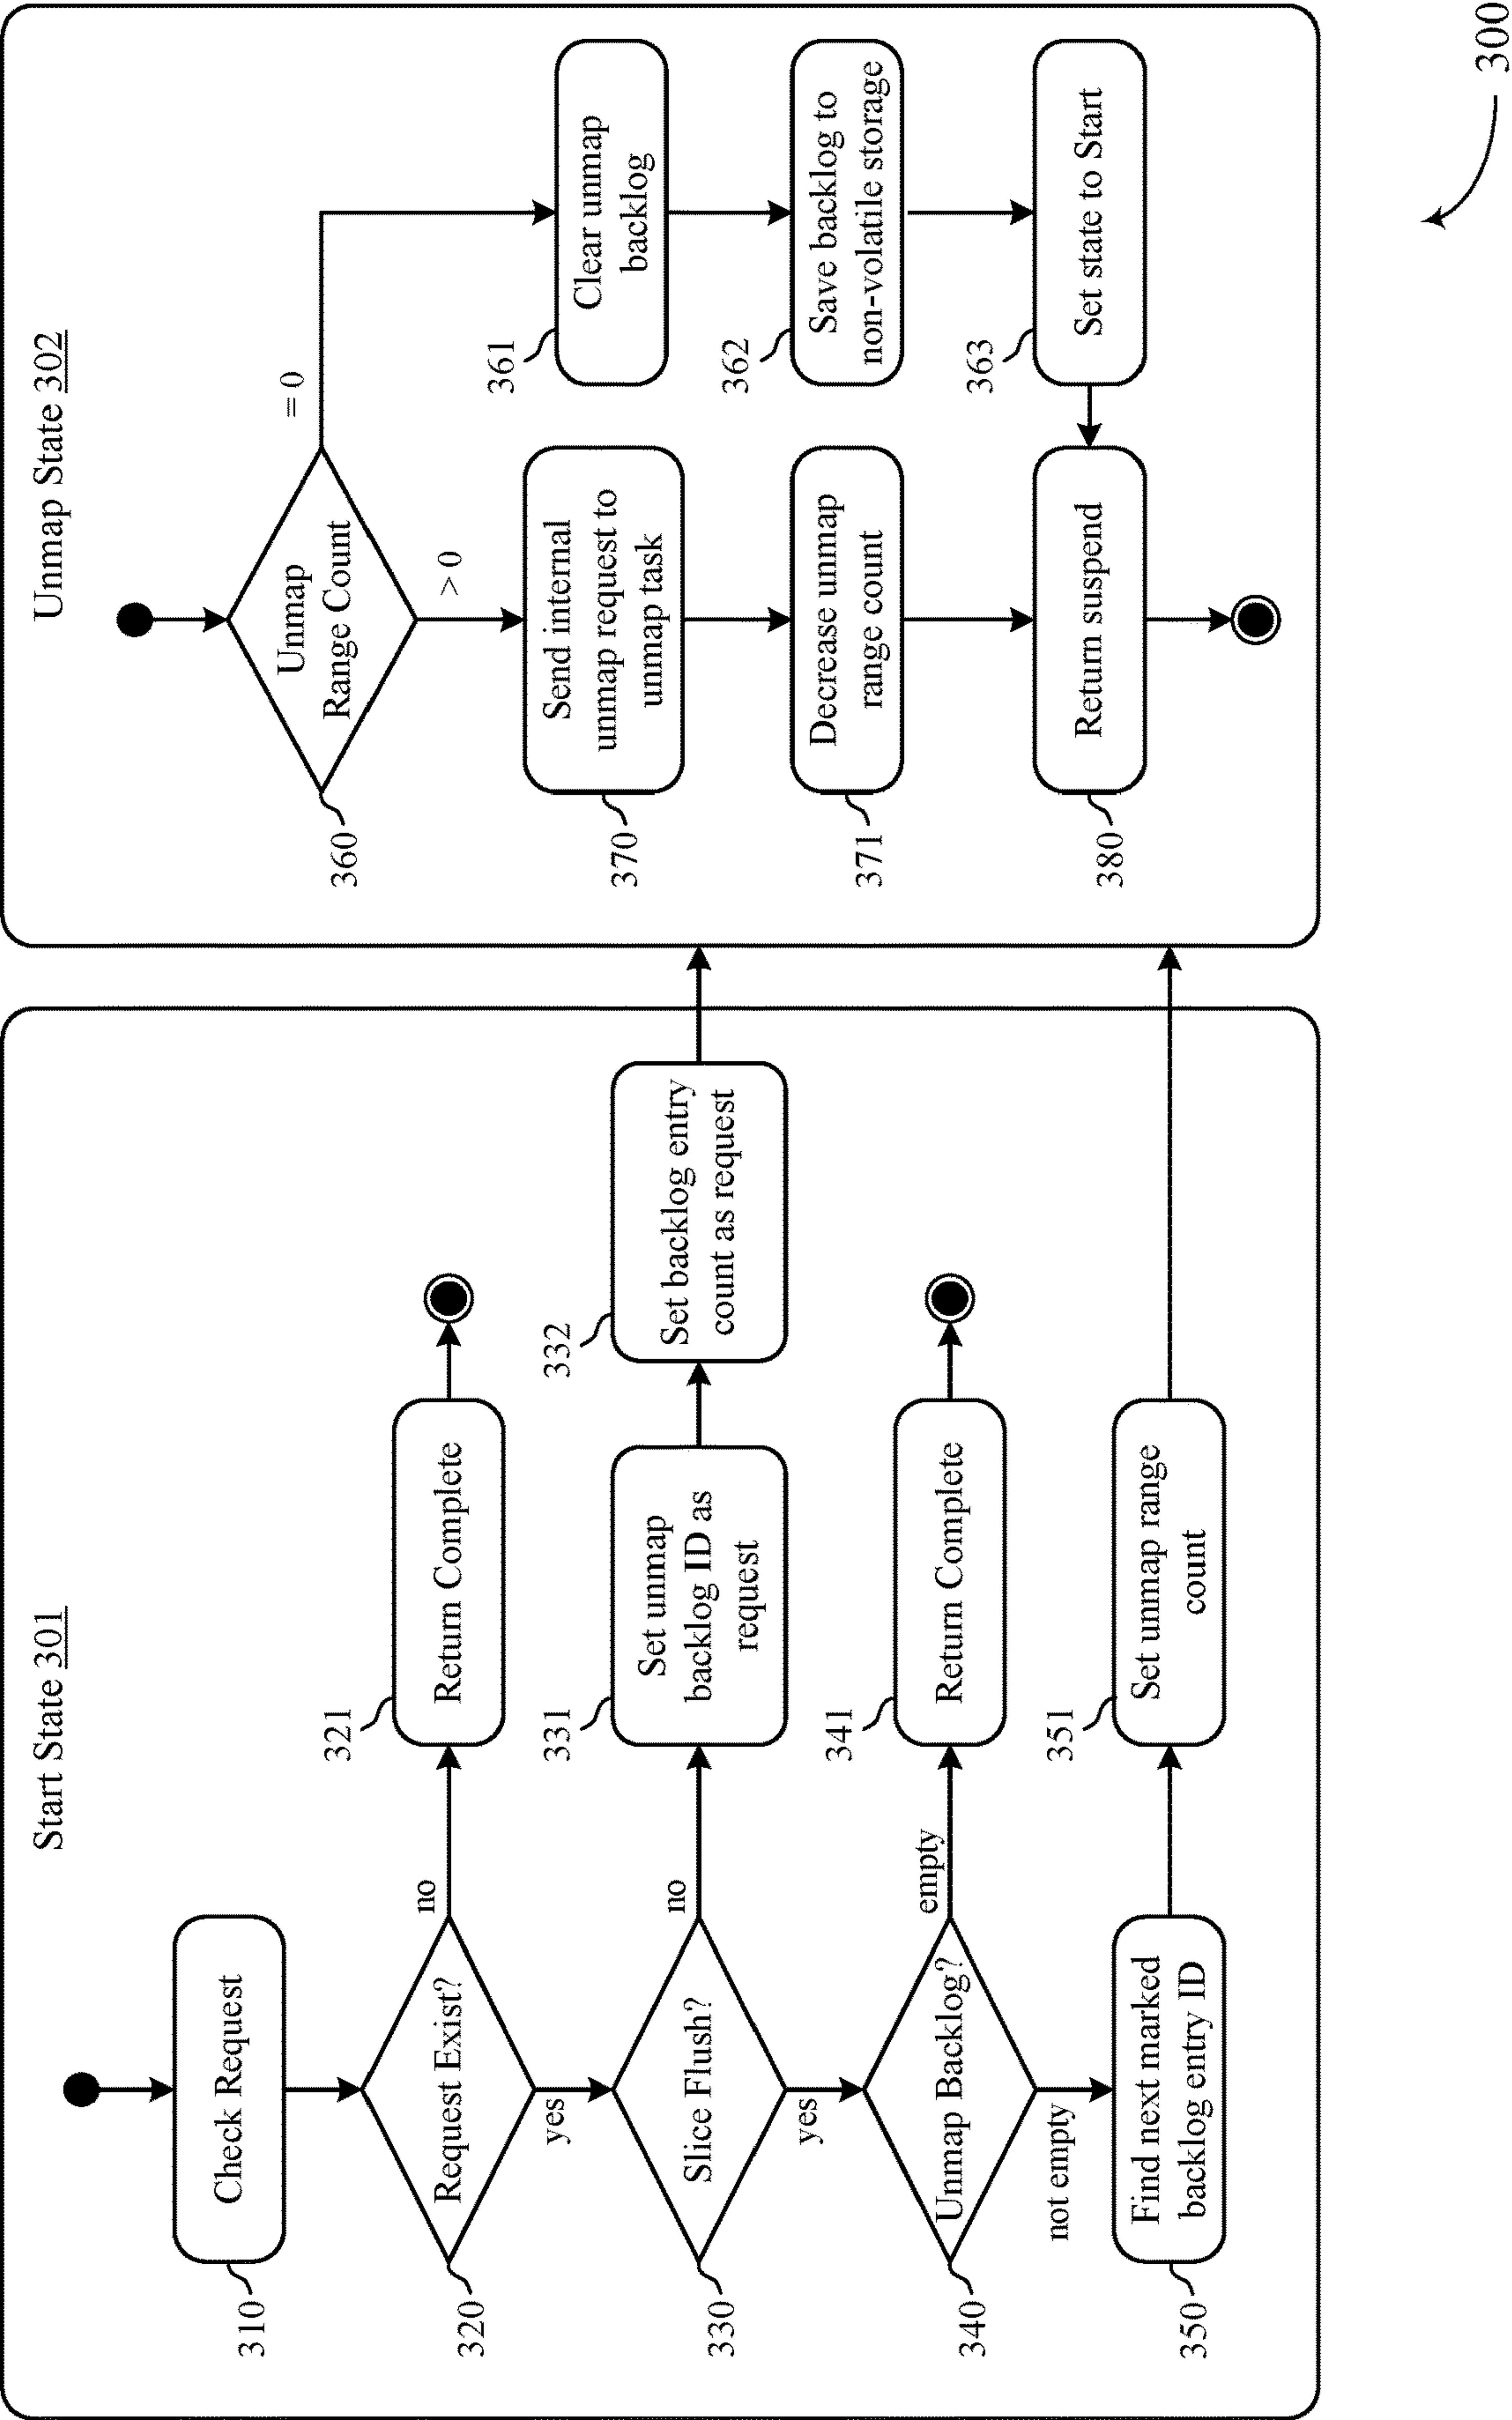 Start State 301
Check Request
310
Request Exist?
320
no
yes
321
Return Complete
Slice Flush?
330
no
yes
331
Set unmap
backlog ID as
request
332
Set backlog entry
count as request
Unmap Backlog?
340
empty
not empty
341
Return Complete
Find next marked
backlog entry ID
350
351
Set unmap range
count
Unmap State 302
Unmap
Range Count
360
= 0
> 0
361
Clear unmap
backlog
Send internal
unmap request to
unmap task
370
362
Save backlog to
non-volatile storage
Decrease unmap
range count
371
363
Set state to Start
Return suspend
380
300